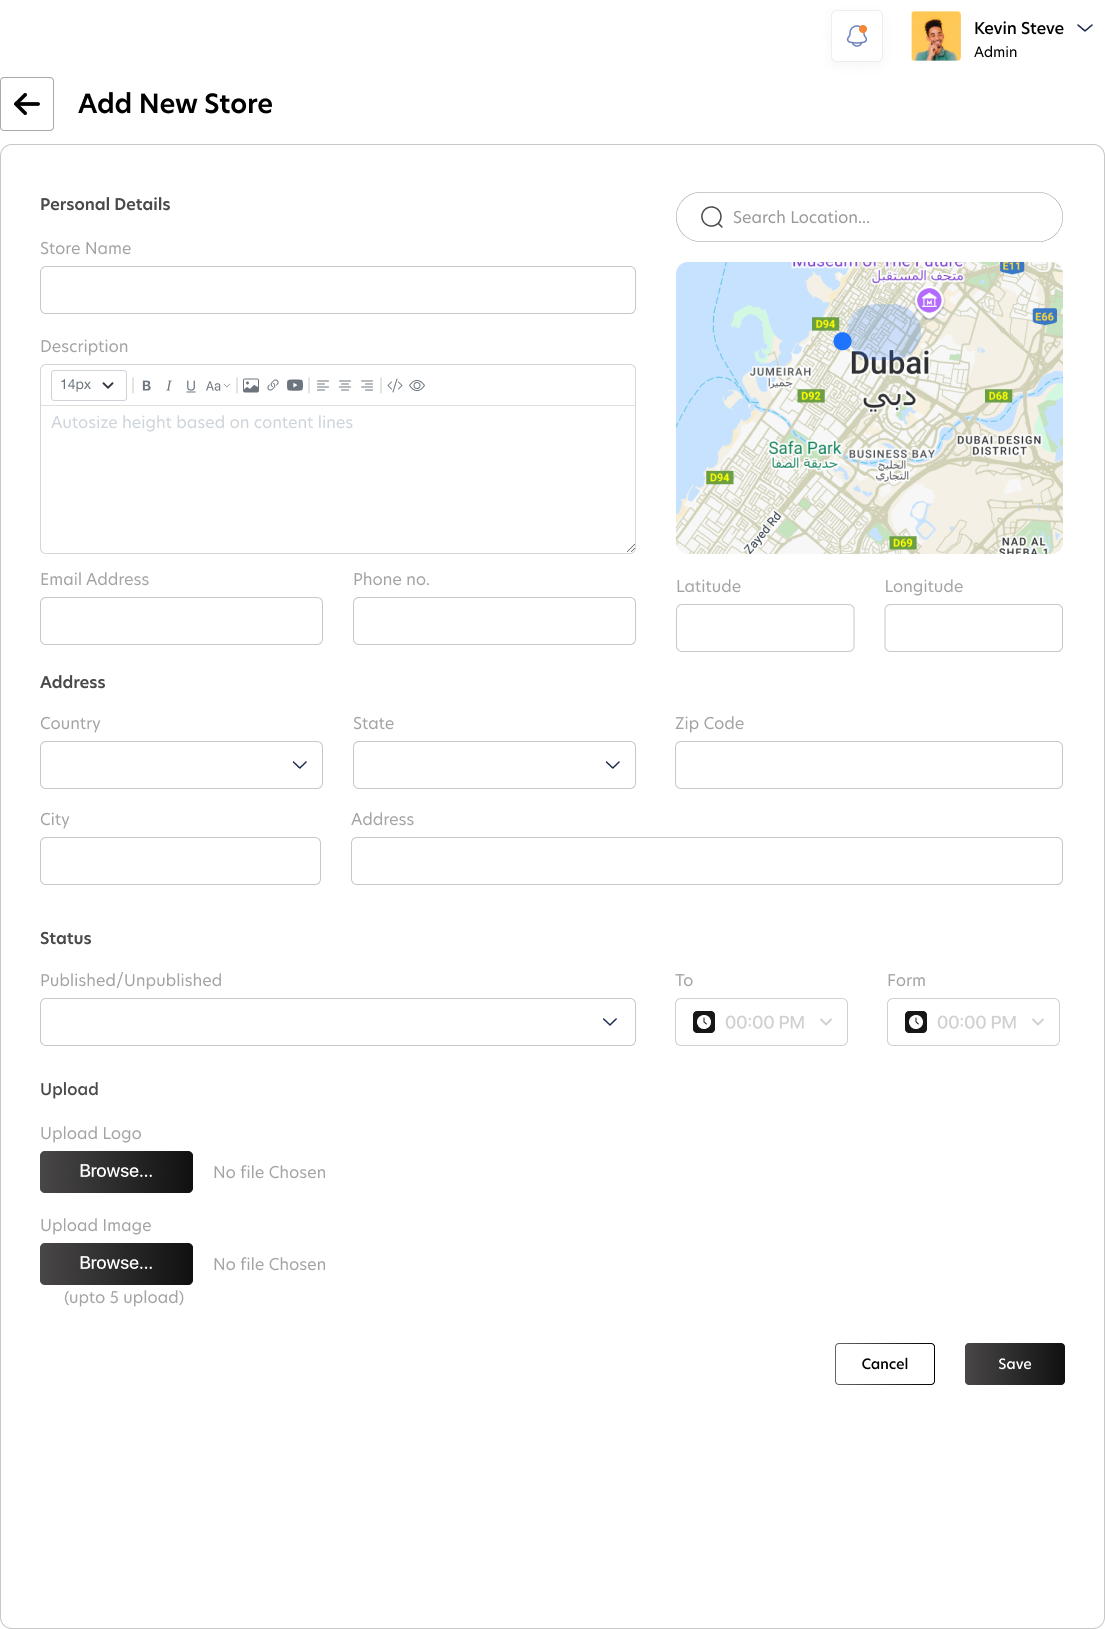 Kevin Steve
Admin
Add New Store
Personal Details
Search Location...
Store Name
Museum of The Future
متحف المستقبل
E11
E66
D94
Dubai
دبي
JUMEIRAH
جميرا
D92
D68
Safa Park
حديقة الصفا
BUSINESS BAY
الخليج
التجاري
DUBAI DESIGN
DISTRICT
D94
Zayed Rd
D69
NAD AL
SHEBA 1
Description
14px
B I U Aa
Autosize height based on content lines
Email Address
Phone no.
Latitude
Longitude
Address
Country
State
Zip Code
City
Address
Status
Published/Unpublished
To
Form
00:00 PM
00:00 PM
Upload
Upload Logo
Browse...
No file Chosen
Upload Image
Browse...
No file Chosen
(upto 5 upload)
Cancel
Save